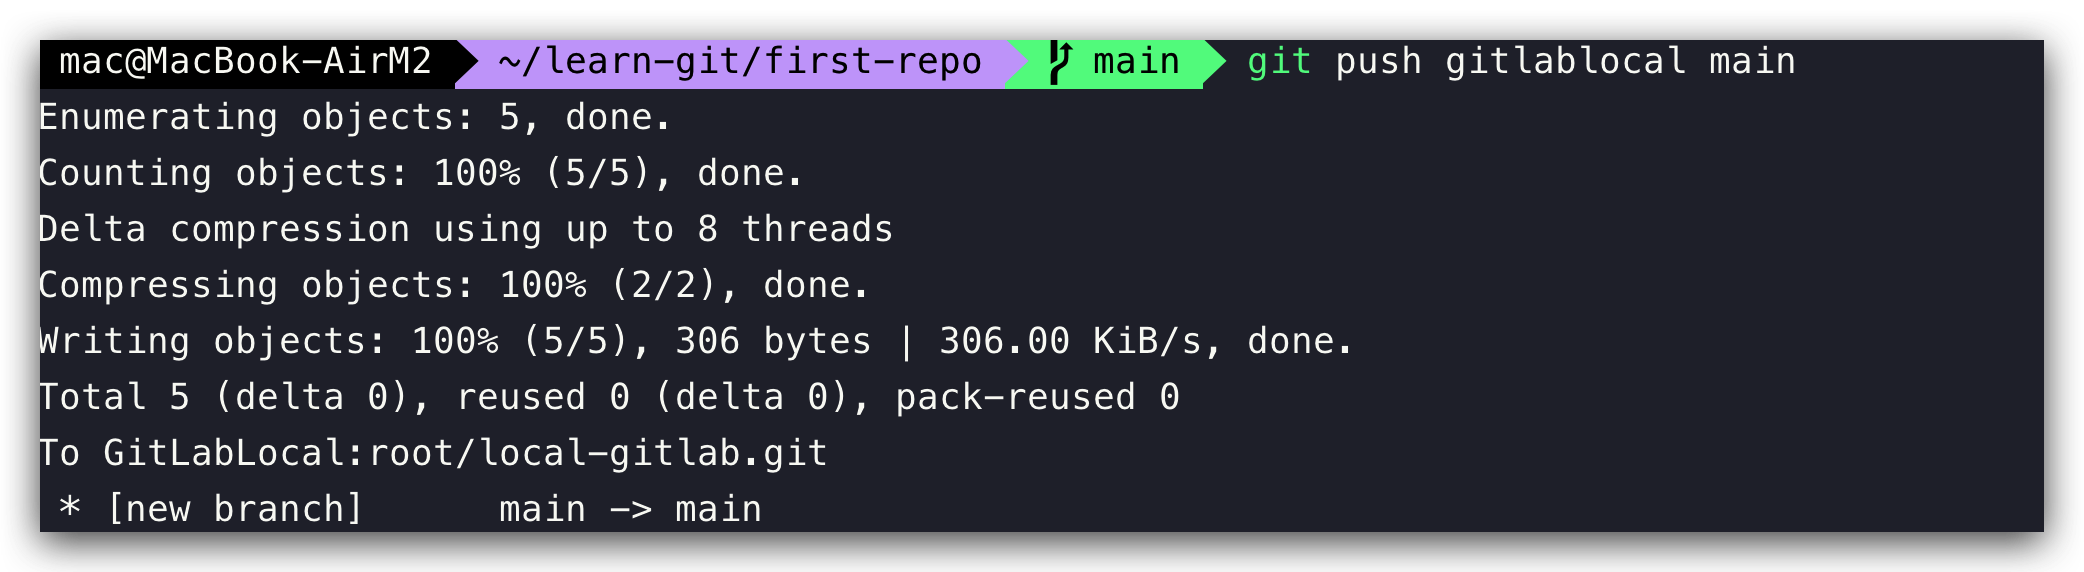 mac@MacBook-AirM2 ~/learn-git/first-repo main git push gitlablocal main
Enumerating objects: 5, done.
Counting objects: 100% (5/5), done.
Delta compression using up to 8 threads
Compressing objects: 100% (2/2), done.
Writing objects: 100% (5/5), 306 bytes | 306.00 KiB/s, done.
Total 5 (delta 0), reused 0 (delta 0), pack-reused 0
To GitLabLocal:root/local-gitlab.git
 * [new branch]      main -> main